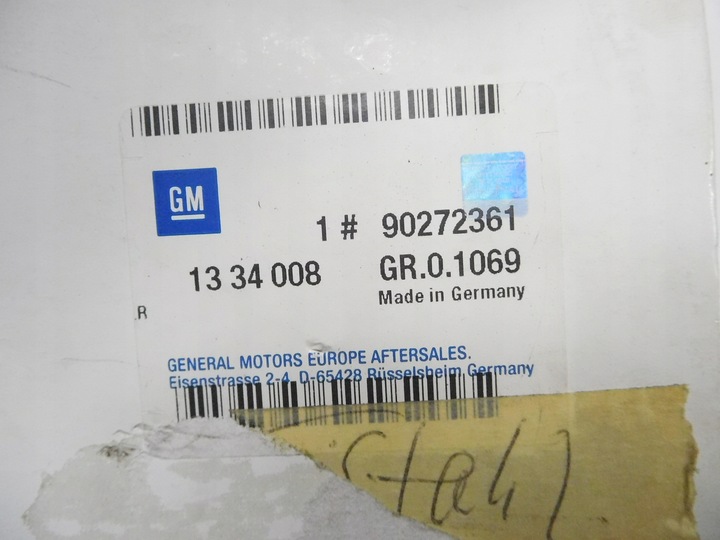 GM
1 # 90272361
13 34 008 GR.0.1069
Made in Germany
R
GENERAL MOTORS EUROPE AFTERSALES.
Eisenstrasse 2-4, D-65428 Rüsselsheim Germany
Stahl